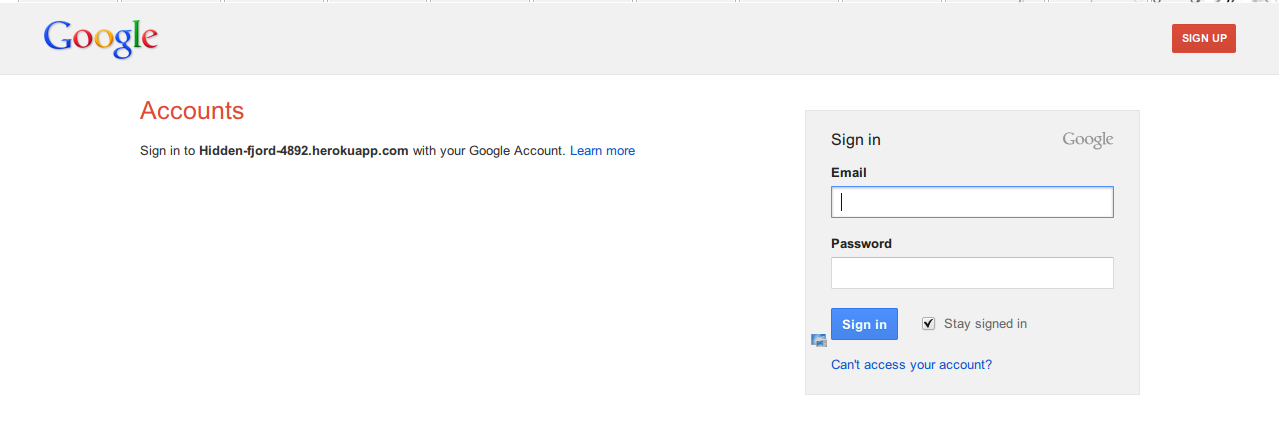 Google
SIGN UP
Accounts
Sign in to Hidden-fjord-4892.herokuapp.com with your Google Account. Learn more
Sign in
Google
Email
Password
Sign in
Stay signed in
Can't access your account?